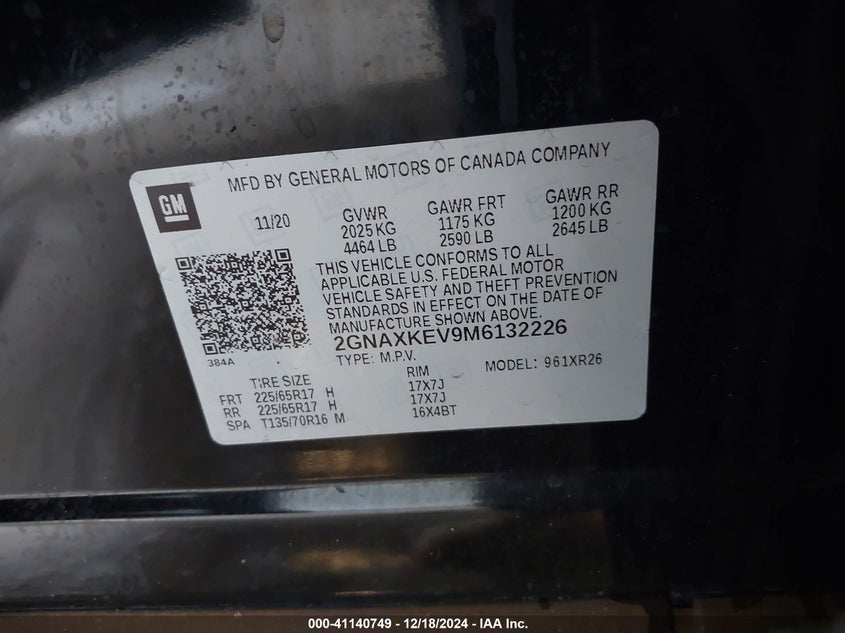 MFD BY GENERAL MOTORS OF CANADA COMPANY
GM
11/20 GVWR GAWR FRT GAWR RR
2025 KG 1175 KG 1200 KG
4464 LB 2590 LB 2645 LB
THIS VEHICLE CONFORMS TO ALL
APPLICABLE U.S. FEDERAL MOTOR
VEHICLE SAFETY AND THEFT PREVENTION
STANDARDS IN EFFECT ON THE DATE OF
MANUFACTURE SHOWN ABOVE.
384A
2GNAXKEV9M6132226
TYPE: M.P.V. MODEL: 961XR26
TIRE SIZE RIM
FRT 225/65R17 H 17X7J
RR 225/65R17 H 17X7J
SPA T135/70R16 M 16X4BT
000-41140749 – 12/18/2024 – IAA Inc.